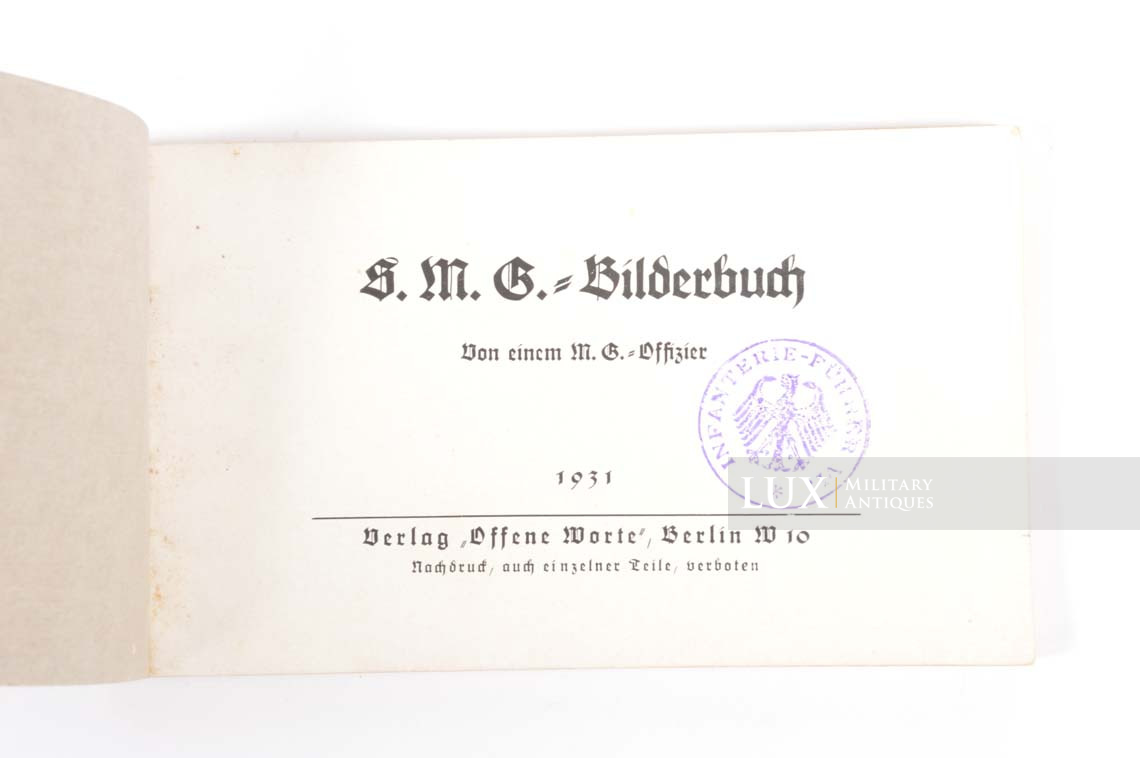 S. M. G.=Bilderbuch
Von einem M. G.=Offizier
INFANTERIE-FÜHRER
1931
LUX MILITARY
ANTIQUES
Verlag „Offene Worte“, Berlin W 10
Nachdruck, auch einzelner Teile, verboten